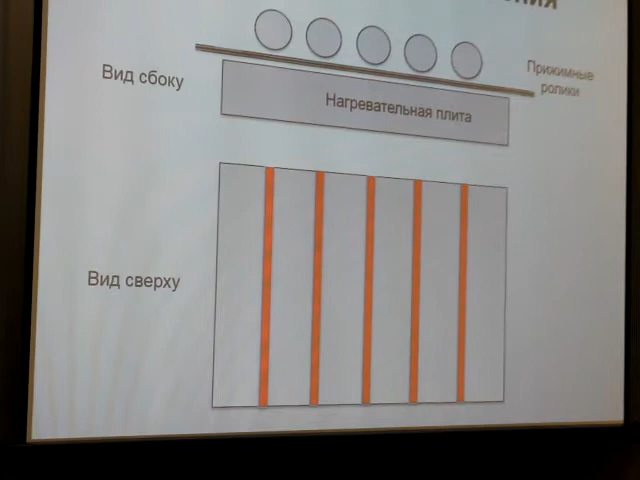 Вид сбоку
Прижимные
ролики
Нагревательная плита
Вид сверху